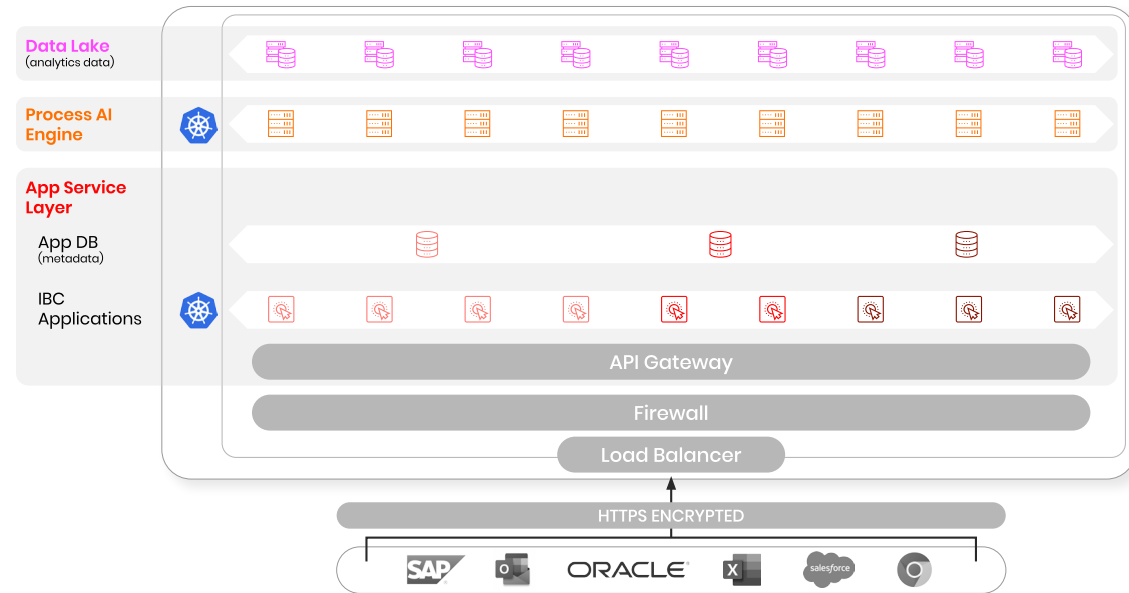 Data Lake
(analytics data)
Process AI
Engine
App Service
Layer
App DB
(metadata)
IBC
Applications
API Gateway
Firewall
Load Balancer
HTTPS ENCRYPTED
SAP
O
ORACLE
X
salesforce